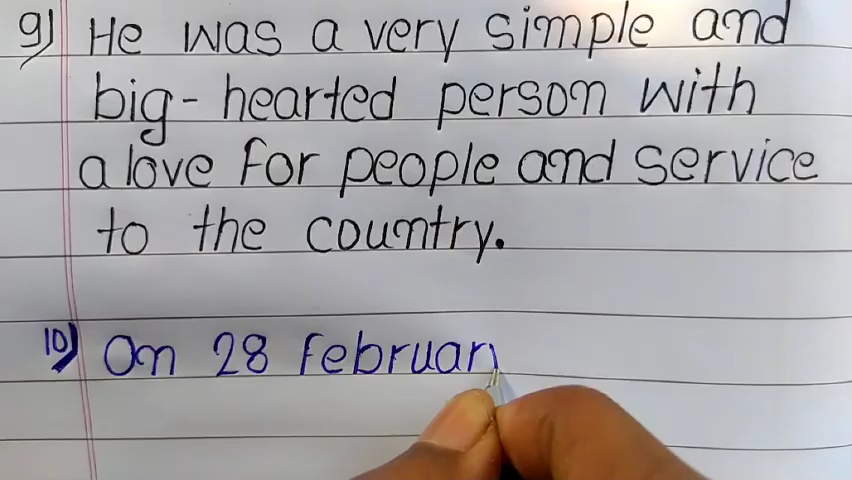 9) He was a very simple and
big-hearted person with
a love for people and service
to the country.
10) On 28 Februar